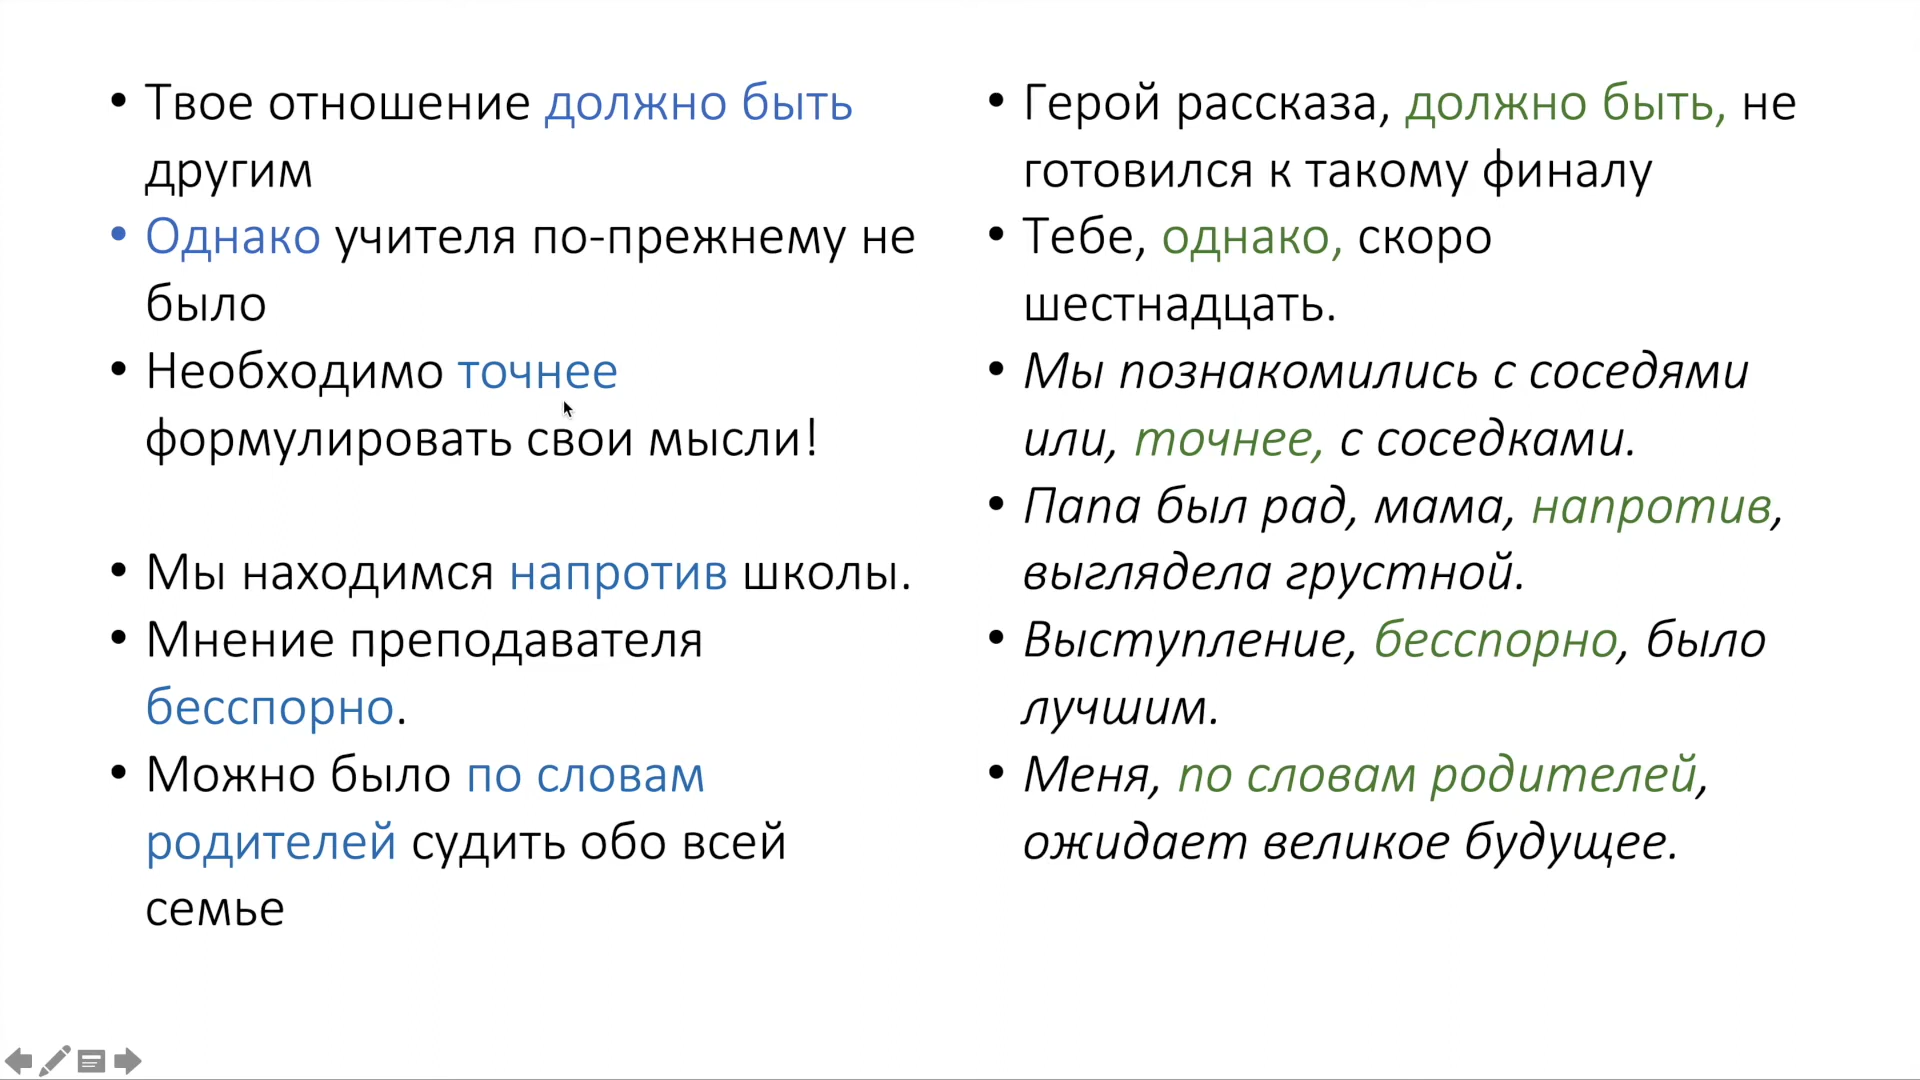 • Твое отношение должно быть
другим
• Однако учителя по-прежнему не
было
• Необходимо точнее
формулировать свои мысли!
• Мы находимся напротив школы.
• Мнение преподавателя
бесспорно.
• Можно было по словам
родителей судить обо всей
семье
• Герой рассказа, должно быть, не
готовился к такому финалу
• Тебе, однако, скоро
шестнадцать.
• Мы познакомились с соседями
или, точнее, с соседками.
• Папа был рад, мама, напротив,
выглядела грустной.
• Выступление, бесспорно, было
лучшим.
• Меня, по словам родителей,
ожидает великое будущее.